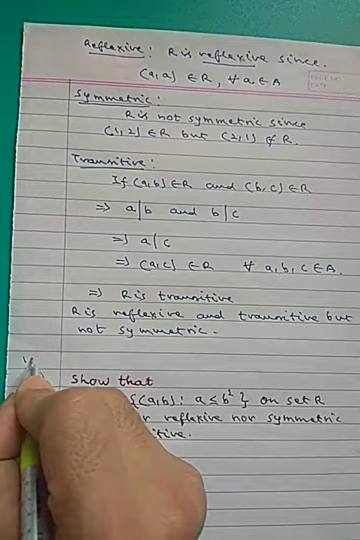 Reflexive: R is reflexive since.
(a,a) ∈ R, ∀ a ∈ A
Symmetric:
R is not symmetric since
(1,2) ∈ R but (2,1) ∉ R.
Transitive:
If (a,b) ∈ R and (b,c) ∈ R
=> a|b and b|c
=> a|c
=> (a,c) ∈ R ∀ a,b,c ∈ A.
=> R is transitive
R is reflexive and transitive but
not symmetric.
Show that
{(a,b): a ≤ b²} on set R
reflexive nor symmetric